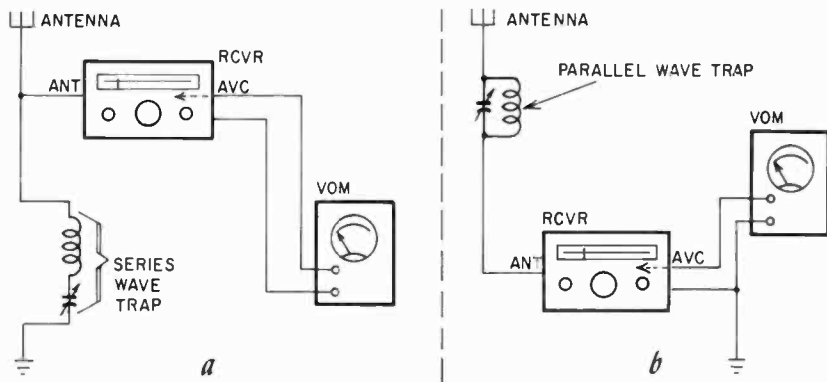 ANTENNA
RCVR
ANT
AVC
VOM
SERIES
WAVE
TRAP
a
ANTENNA
PARALLEL WAVE TRAP
VOM
RCVR
ANT
AVC
b